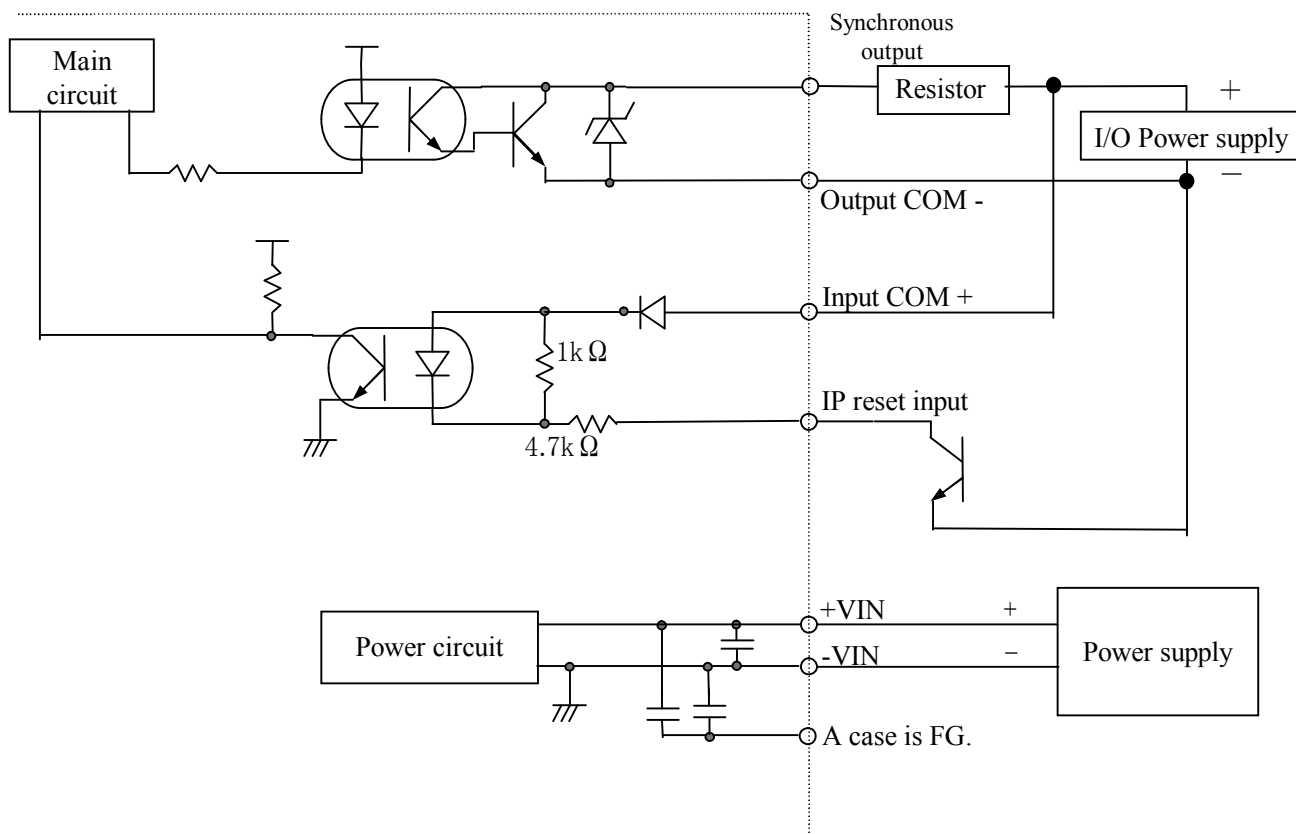 Main
circuit
Synchronous
output
Resistor
+
I/O Power supply
−
Output COM -
Input COM +
1kΩ
IP reset input
4.7kΩ
+VIN
+
Power circuit
-VIN
−
Power supply
A case is FG.